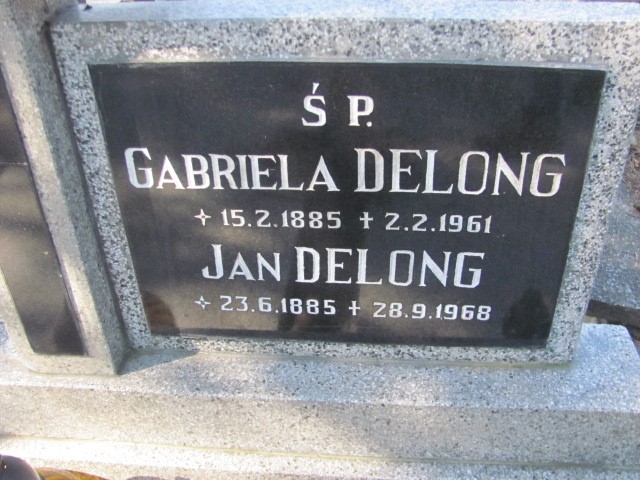 Ś P.
GABRIELA DELONG
✧ 15.2.1885 ✝ 2.2.1961
JAN DELONG
✧ 23.6.1885 ✝ 28.9.1968